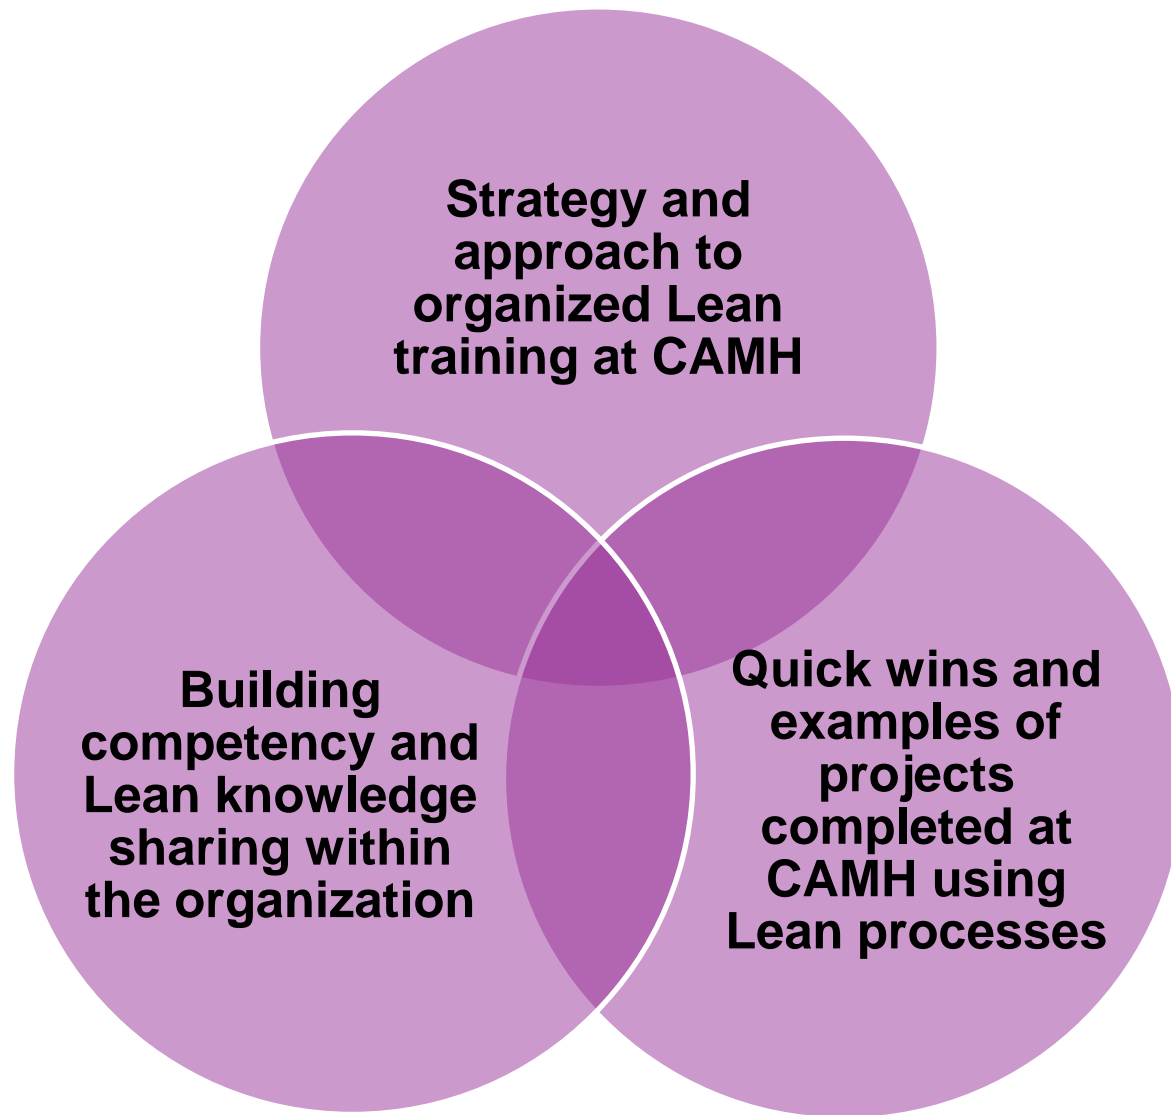 Strategy and
approach to
organized Lean
training at CAMH
Building
competency and
Lean knowledge
sharing within
the organization
Quick wins and
examples of
projects
completed at
CAMH using
Lean processes